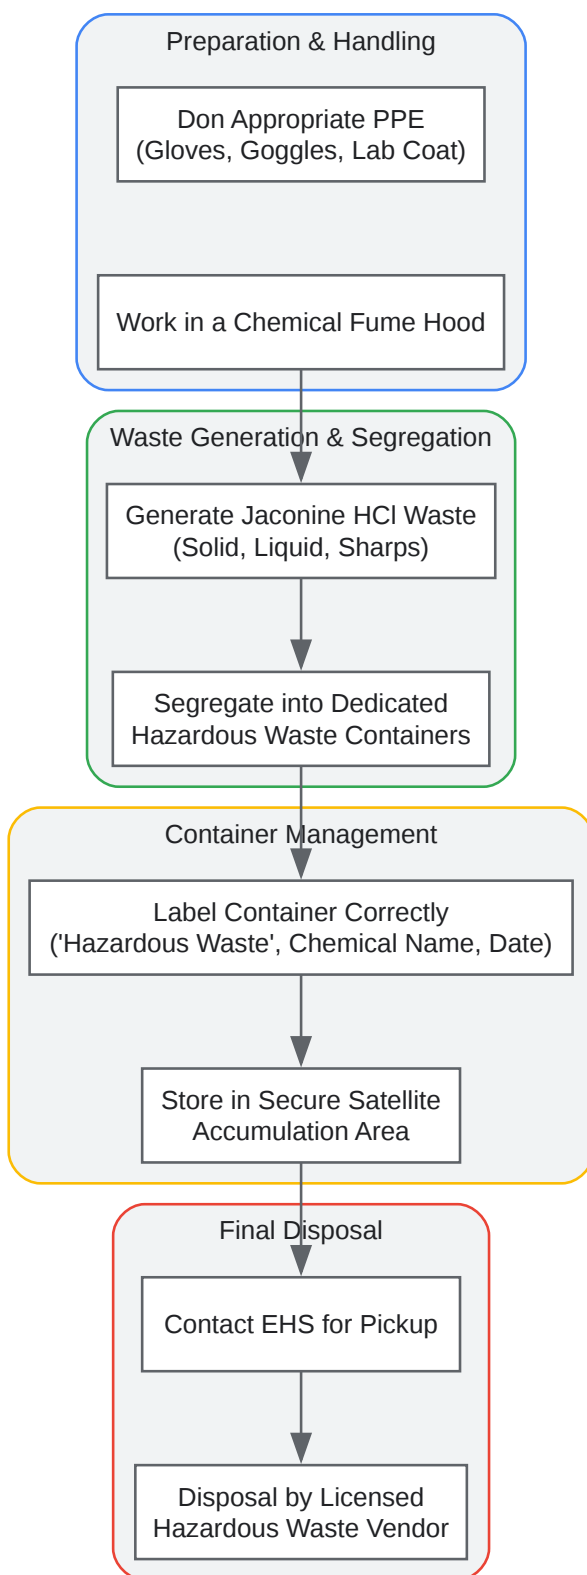 Preparation & Handling
Don Appropriate PPE
(Gloves, Goggles, Lab Coat)
Work in a Chemical Fume Hood
Waste Generation & Segregation
Generate Jaconine HCl Waste
(Solid, Liquid, Sharps)
Segregate into Dedicated
Hazardous Waste Containers
Container Management
Label Container Correctly
('Hazardous Waste', Chemical Name, Date)
Store in Secure Satellite
Accumulation Area
Final Disposal
Contact EHS for Pickup
Disposal by Licensed
Hazardous Waste Vendor